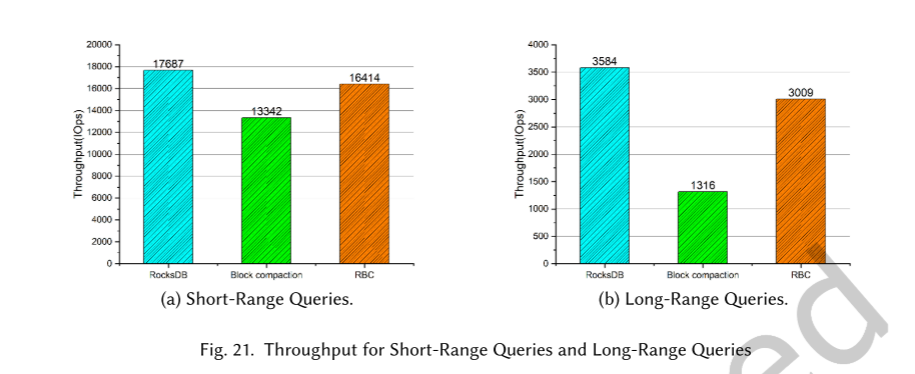 20000
18000
16000
14000
12000
10000
8000
6000
4000
2000
0
Throughput(IOps)
17687
13342
16414
RocksDB
Block compaction
RBC
(a) Short-Range Queries.
4000
3500
3000
2500
2000
1500
1000
500
0
Throughput(IOps)
3584
1316
3009
RocksDB
Block compaction
RBC
(b) Long-Range Queries.
Fig. 21. Throughput for Short-Range Queries and Long-Range Queries
ed